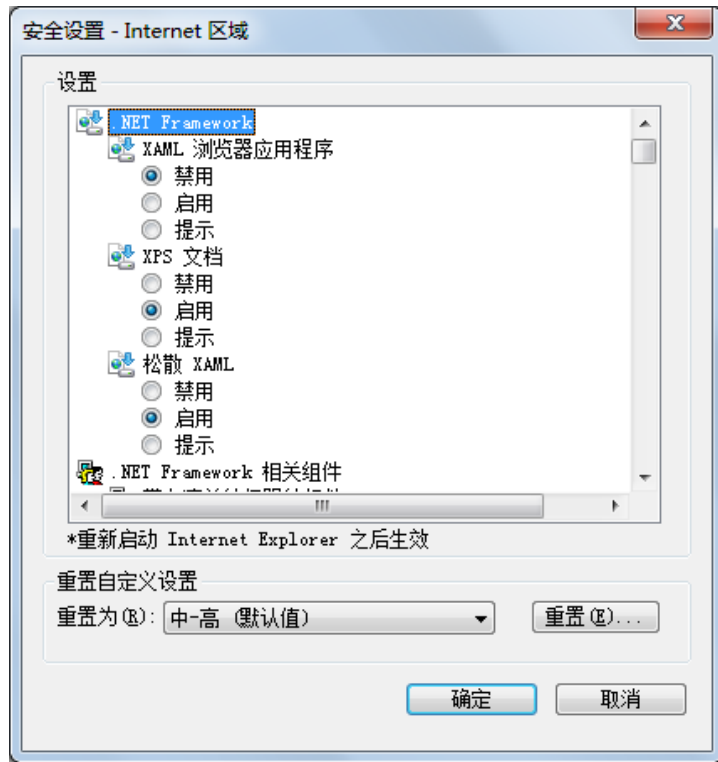 安全设置 - Internet 区域
设置
.NET Framework
XAML 浏览器应用程序
禁用
启用
提示
XPS 文档
禁用
启用
提示
松散 XAML
禁用
启用
提示
.NET Framework 相关组件
*重新启动 Internet Explorer 之后生效
重置自定义设置
重置为(R): 中-高 (默认值) 重置(E)...
确定 取消